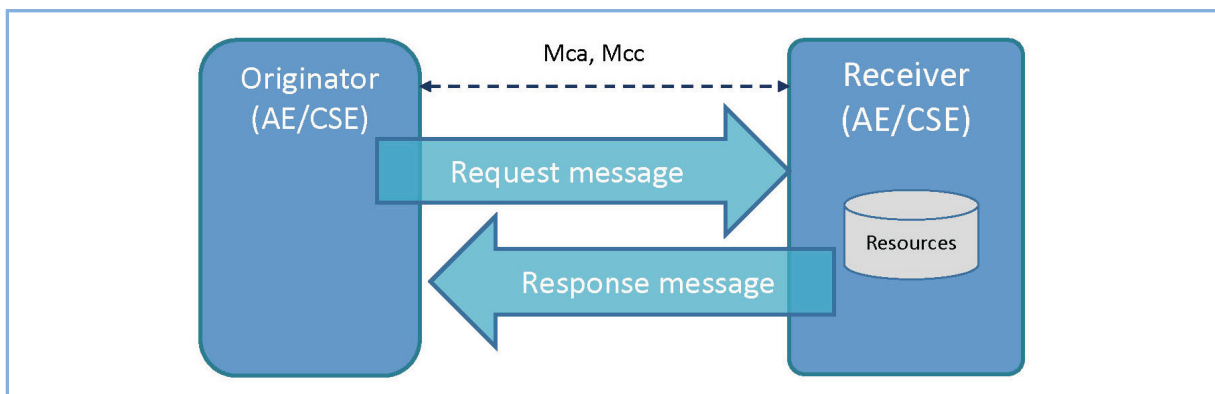 Originator
(AE/CSE)
Mca, Mcc
Receiver
(AE/CSE)
Request message
Resources
Response message